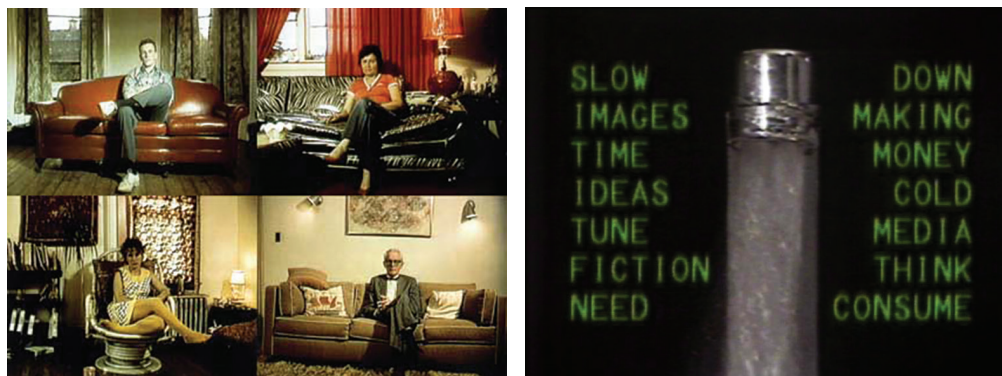 SLOW DOWN
IMAGES MAKING
TIME MONEY
IDEAS COLD
TUNE MEDIA
FICTION THINK
NEED CONSUME